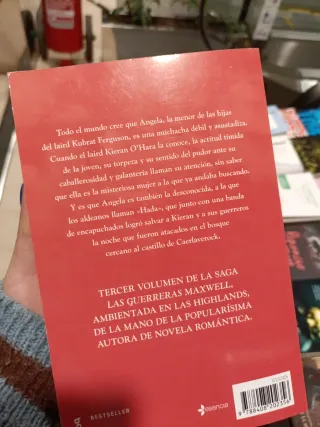 Todo el mundo cree que Angela, la menor de las hijas
del laird Kubrat Ferguson, es una muchacha débil y asustadiza.
Cuando el laird Kieran O'Hara la conoce, la actitud tímida
de la joven, su torpeza y su sentido del pudor ante su
caballerosidad y galantería llaman su atención, sin saber
que ella es la misteriosa mujer a la que ya andaba buscando.
Y es que Angela es también la desconocida, a la que
los aldeanos llaman «Hada», que junto con una banda
de encapuchados logró salvar a Kieran y a sus guerreros
la noche que fueron atacados en el bosque
cercano al castillo de Caerlaverock.
TERCER VOLUMEN DE LA SAGA
LAS GUERRERAS MAXWELL,
AMBIENTADA EN LAS HIGHLANDS,
DE LA MANO DE LA POPULARÍSIMA
AUTORA DE NOVELA ROMÁNTICA.
BESTSELLER
esencia
9 788408 202356